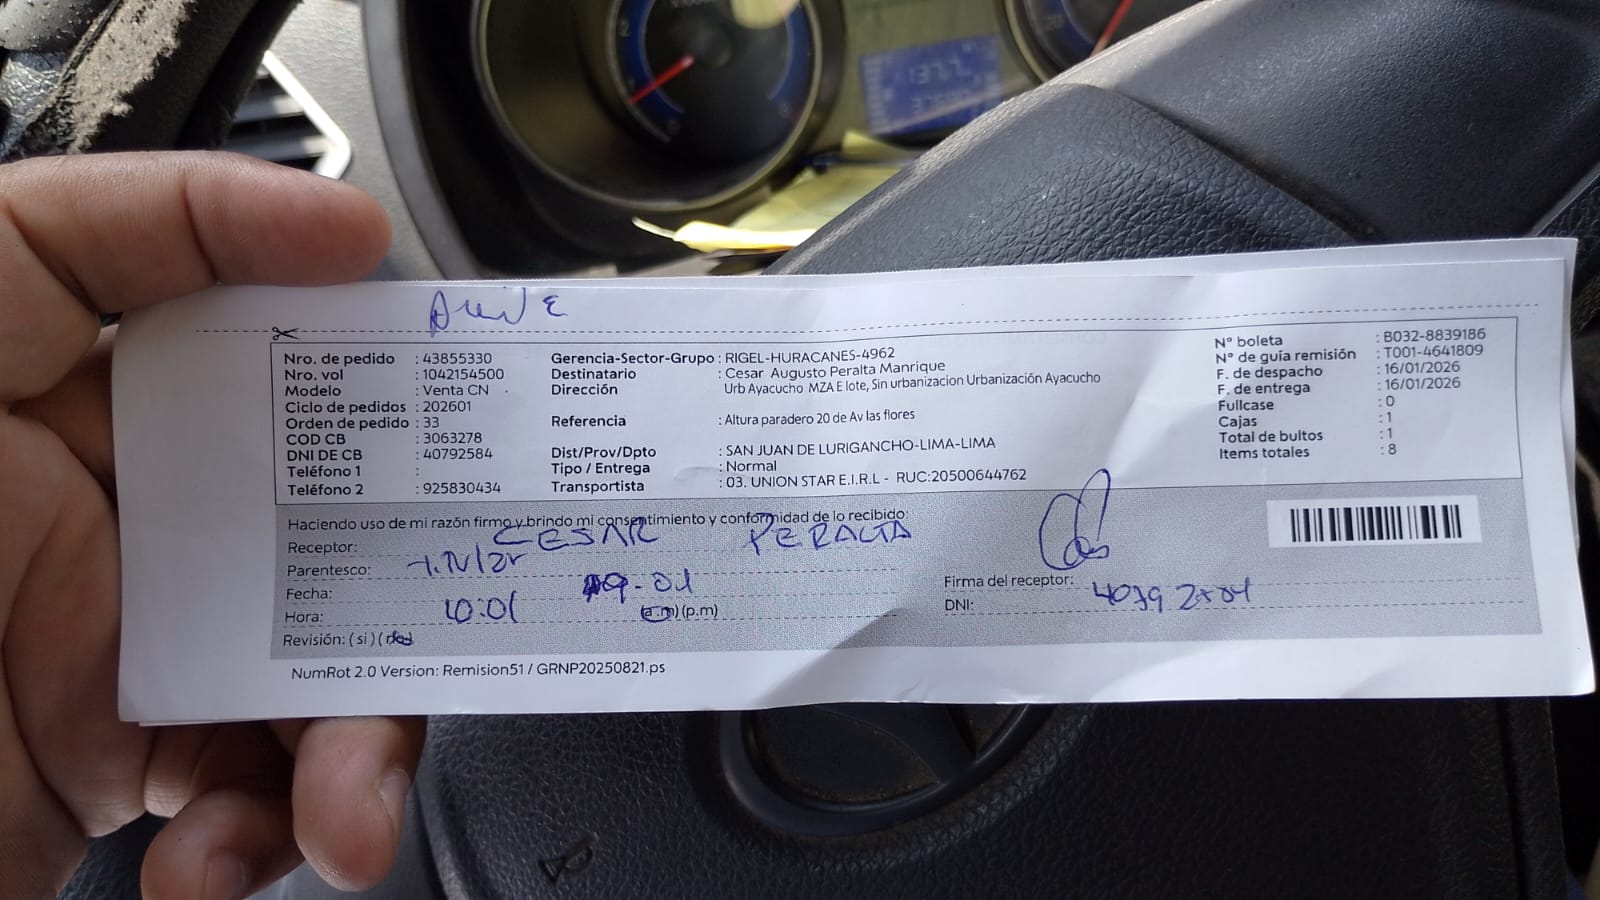 Nro. de pedido : 43855330
Nro. vol : 1042154500
Modelo : Venta CN
Ciclo de pedidos : 202601
Orden de pedido : 33
COD CB : 3063278
DNI DE CB : 40792584
Teléfono 1 :
Teléfono 2 : 925830434
Gerencia-Sector-Grupo : RIGEL-HURACANES-4962
Destinatario : Cesar Augusto Peralta Manrique
Dirección Urb Ayacucho MZA E lote, Sin urbanizacion Urbanización Ayacucho
Referencia : Altura paradero 20 de Av las flores
Dist/Prov/Dpto : SAN JUAN DE LURIGANCHO-LIMA-LIMA
Tipo / Entrega : Normal
Transportista : 03. UNION STAR E.I.R.L - RUC:20500644762
N° boleta : B032-8839186
N° de guía remisión : T001-4641809
F. de despacho : 16/01/2026
F. de entrega : 16/01/2026
Fullcase : 0
Cajas : 1
Total de bultos : 1
Items totales : 8
Haciendo uso de mi razón firmo y brindo mi consentimiento y conformidad de lo recibido:
Receptor: CESAR PERALTA
Parentesco:
Fecha: 19-01
Hora: 10:01 (a.m)(p.m)
Revisión: ( si ) (no)
Firma del receptor:
DNI:
NumRot 2.0 Version: Remision51 / GRNP20250821.ps